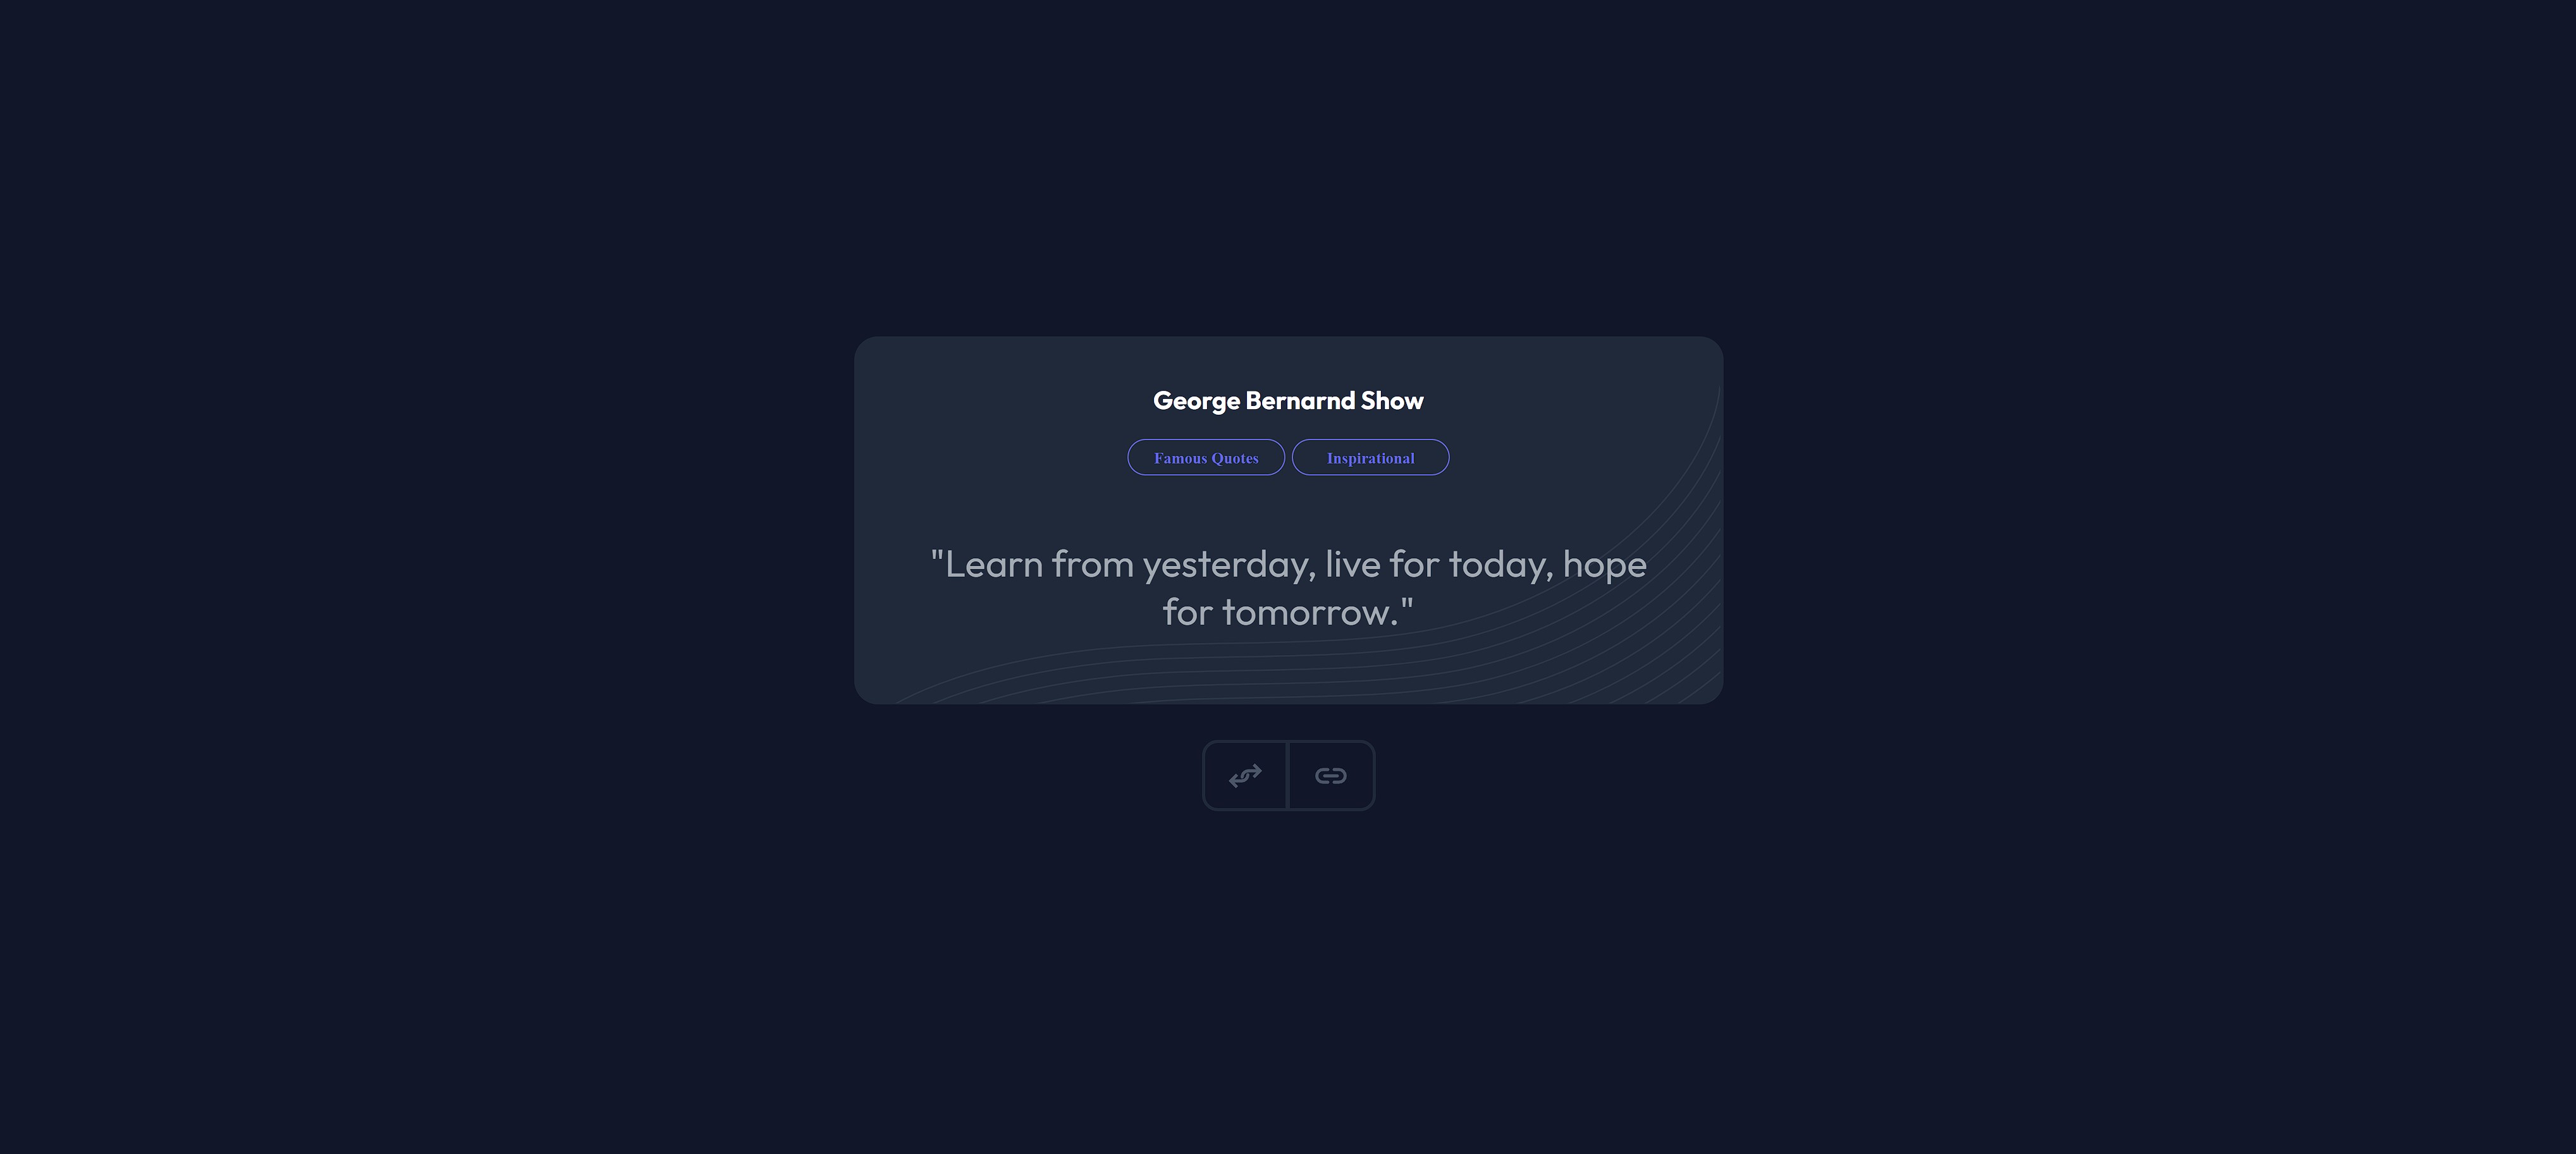 George Bernarnd Show
Famous Quotes
Inspirational
"Learn from yesterday, live for today, hope
for tomorrow."